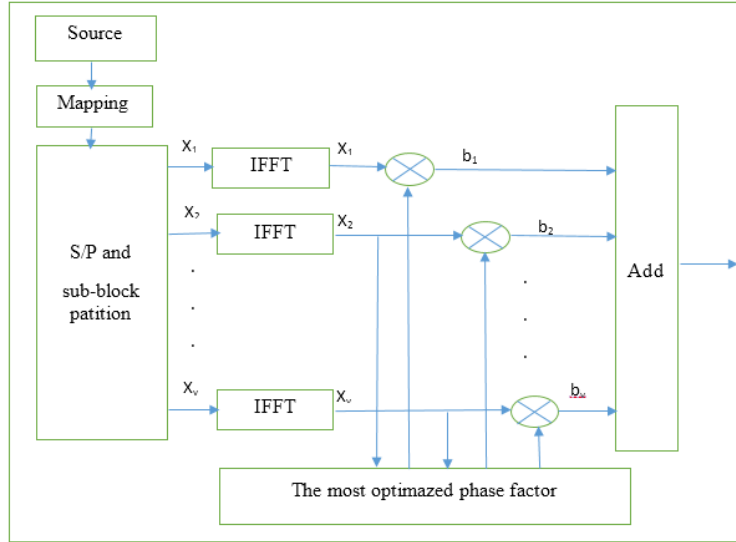 Source
Mapping
X₁ IFFT X₁ b₁
X₂ IFFT X₂ b₂
S/P and
sub-block
patition
Add
Xᵥ IFFT Xᵥ bᵥ
The most optimazed phase factor